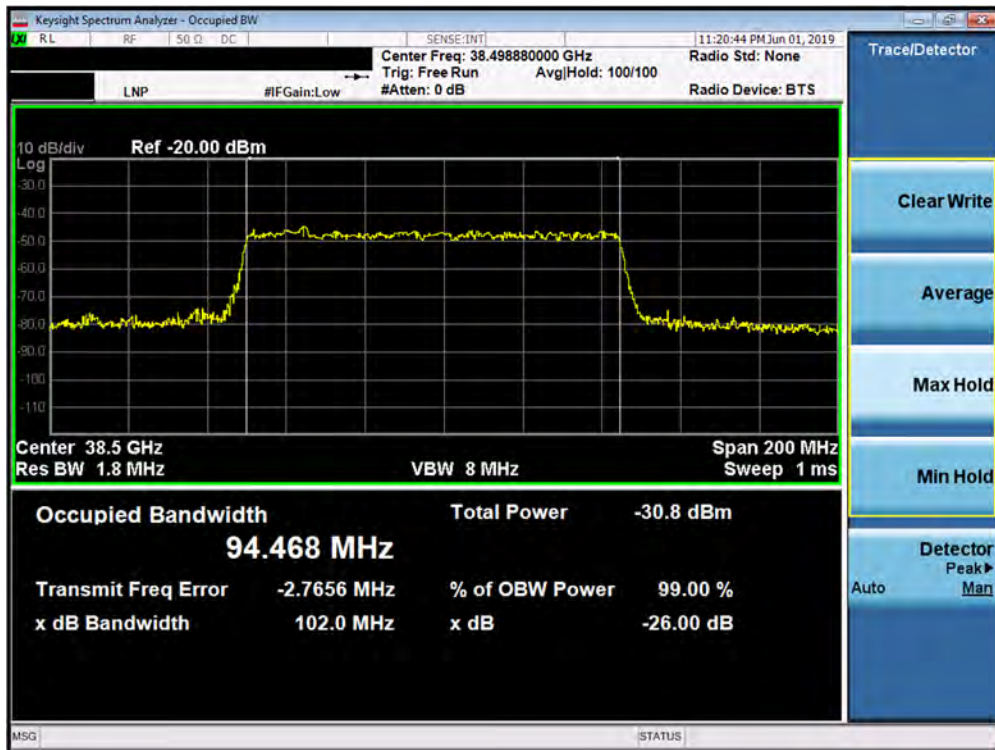 Keysight Spectrum Analyzer - Occupied BW
LXI RL RF 50 Ω DC SENSE:INT 11:20:44 PM Jun 01, 2019
Center Freq: 38.498880000 GHz Radio Std: None
Trig: Free Run Avg|Hold: 100/100
LNP #IFGain:Low #Atten: 0 dB Radio Device: BTS
Trace/Detector
10 dB/div Ref -20.00 dBm
Log
-30.0
-40.0
-50.0
-60.0
-70.0
-80.0
-90.0
-100
-110
Center 38.5 GHz Span 200 MHz
Res BW 1.8 MHz VBW 8 MHz Sweep 1 ms
Occupied Bandwidth Total Power -30.8 dBm
94.468 MHz
Transmit Freq Error -2.7656 MHz % of OBW Power 99.00 %
x dB Bandwidth 102.0 MHz x dB -26.00 dB
Clear Write
Average
Max Hold
Min Hold
Detector
Peak▶
Auto Man
MSG STATUS